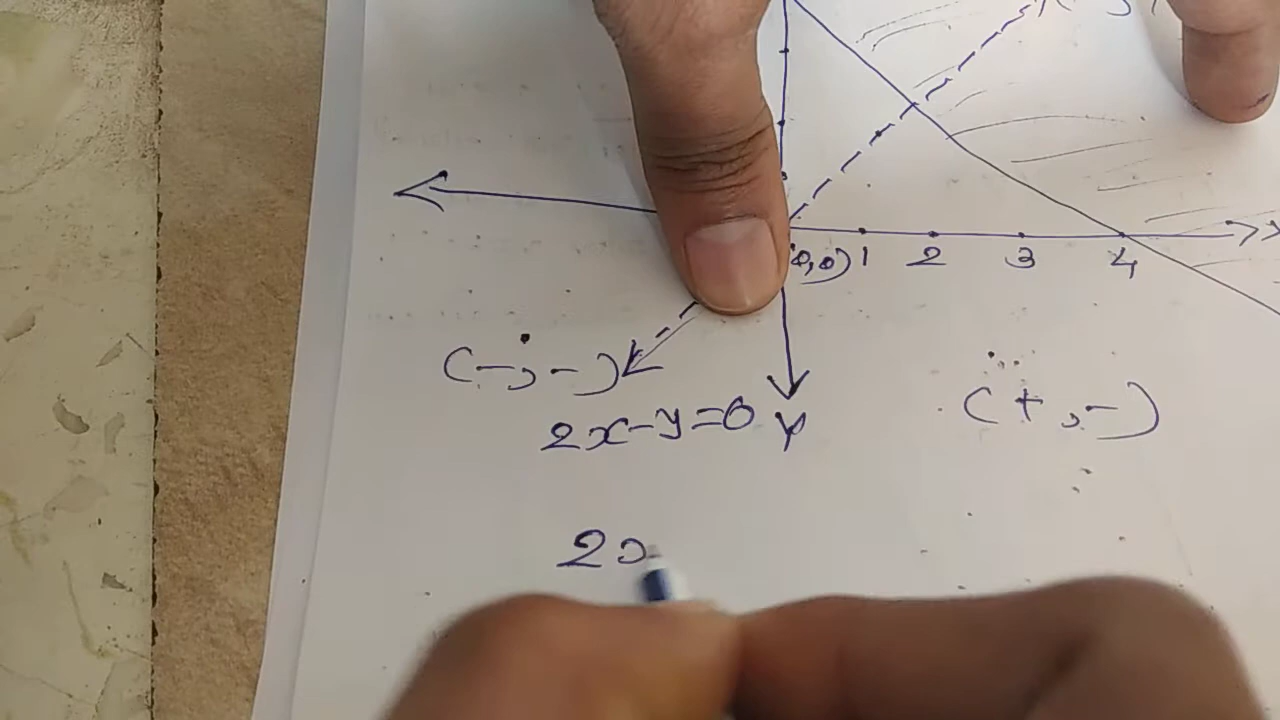 0,0) 1 2 3 4
(-,-)
2x-y=0 y
(+,-)
2x